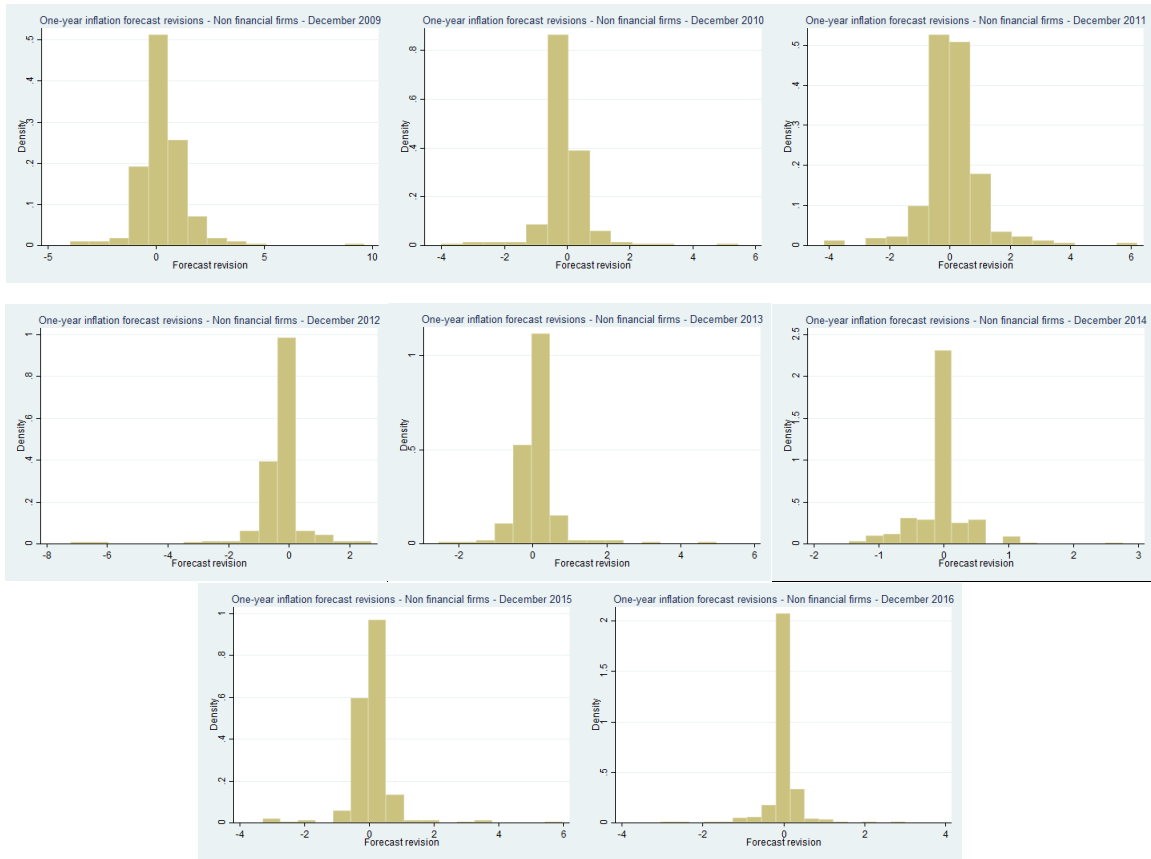 One-year inflation forecast revisions - Non financial firms - December 2009
Density
0 .1 .2 .3 .4 .5
-5 0 5 10
Forecast revision
One-year inflation forecast revisions - Non financial firms - December 2010
Density
0 .2 .4 .6 .8
-4 -2 0 2 4 6
Forecast revision
One-year inflation forecast revisions - Non financial firms - December 2011
Density
0 .1 .2 .3 .4 .5
-4 -2 0 2 4 6
Forecast revision
One-year inflation forecast revisions - Non financial firms - December 2012
Density
0 .2 .4 .6 .8 1
-8 -6 -4 -2 0 2
Forecast revision
One-year inflation forecast revisions - Non financial firms - December 2013
Density
0 .5 1
-2 0 2 4 6
Forecast revision
One-year inflation forecast revisions - Non financial firms - December 2014
Density
0 .5 1 1.5 2 2.5
-2 -1 0 1 2 3
Forecast revision
One-year inflation forecast revisions - Non financial firms - December 2015
Density
0 .2 .4 .6 .8 1
-4 -2 0 2 4 6
Forecast revision
One-year inflation forecast revisions - Non financial firms - December 2016
Density
0 .5 1 1.5 2
-4 -2 0 2 4
Forecast revision